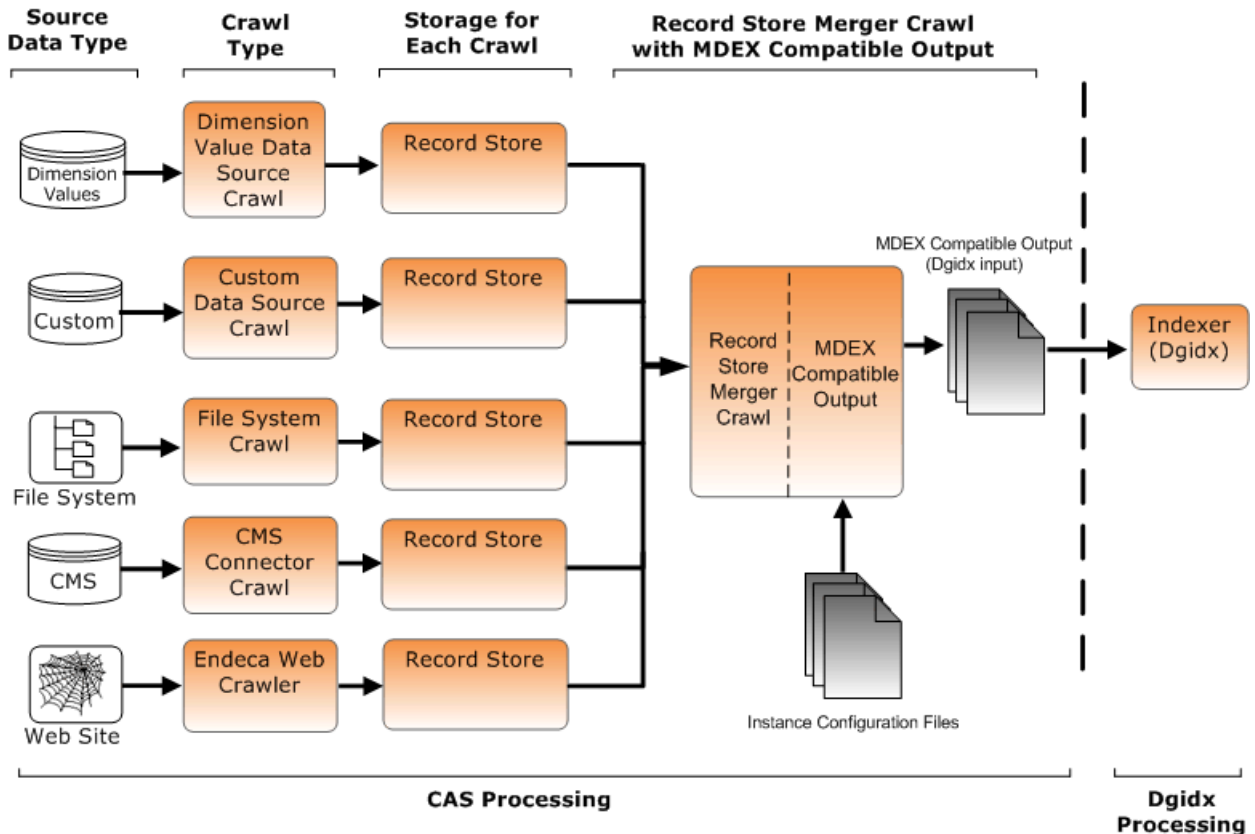 Source
Data Type
Crawl
Type
Storage for
Each Crawl
Record Store Merger Crawl
with MDEX Compatible Output
Dimension
Values
Dimension
Value Data
Source
Crawl
Record Store
Custom
Custom
Data Source
Crawl
Record Store
File System
File System
Crawl
Record Store
CMS
CMS
Connector
Crawl
Record Store
Web Site
Endeca Web
Crawler
Record Store
Record
Store
Merger
Crawl
MDEX
Compatible
Output
MDEX Compatible Output
(Dgidx input)
Instance Configuration Files
Indexer
(Dgidx)
CAS Processing
Dgidx
Processing